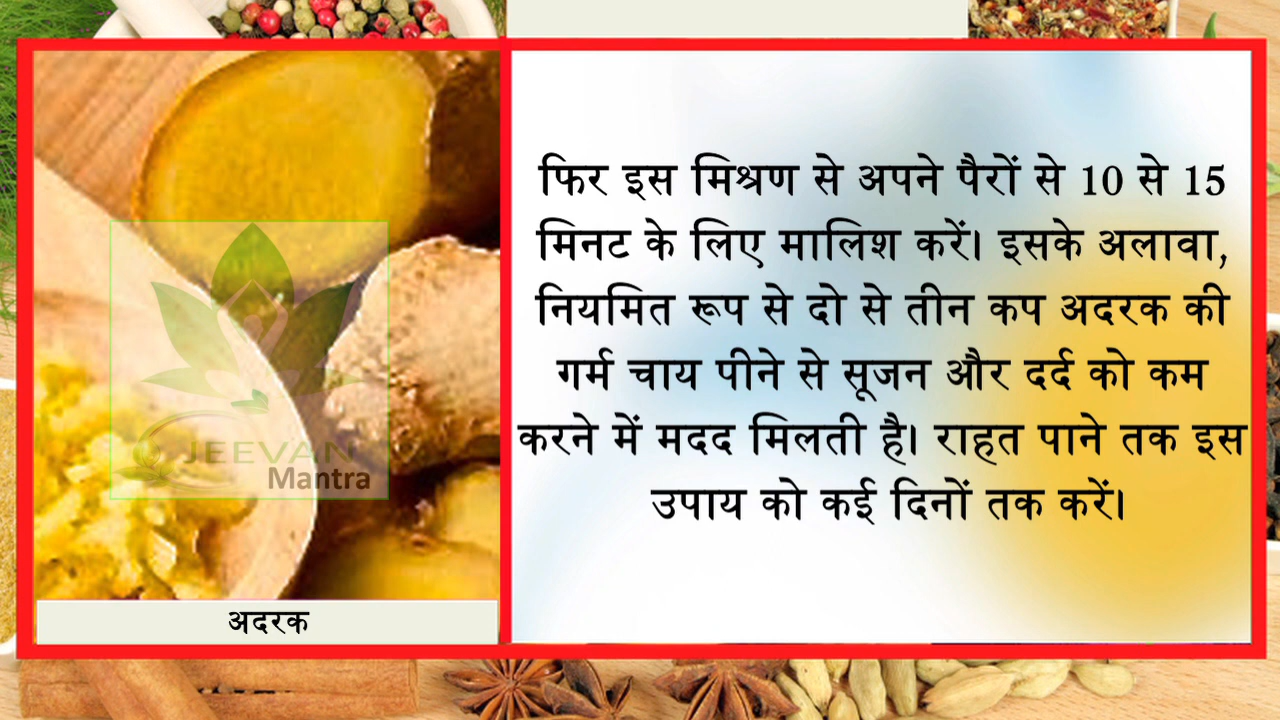 फिर इस मिश्रण से अपने पैरों से 10 से 15
मिनट के लिए मालिश करें। इसके अलावा,
नियमित रूप से दो से तीन कप अदरक की
गर्म चाय पीने से सूजन और दर्द को कम
करने में मदद मिलती है। राहत पाने तक इस
उपाय को कई दिनों तक करें।
JEEVAN
Mantra
अदरक